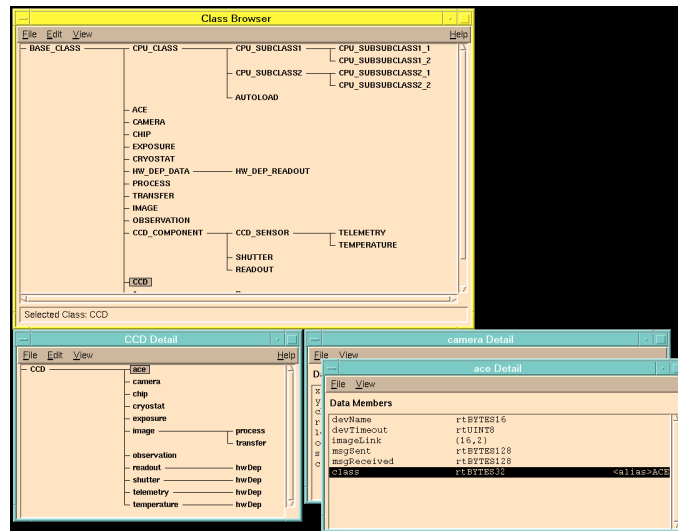 Class Browser
File Edit View Help
BASE_CLASS CPU_CLASS CPU_SUBCLASS1 CPU_SUBSUBCLASS1_1
CPU_SUBSUBCLASS1_2
CPU_SUBCLASS2 CPU_SUBSUBCLASS2_1
CPU_SUBSUBCLASS2_2
AUTOLOAD
ACE
CAMERA
CHIP
EXPOSURE
CRYOSTAT
HW_DEP_DATA HW_DEP_READOUT
PROCESS
TRANSFER
IMAGE
OBSERVATION
CCD_COMPONENT CCD_SENSOR TELEMETRY
TEMPERATURE
SHUTTER
READOUT
CCD
Selected Class: CCD
CCD Detail
File Edit View Help
CCD ace
camera
chip
cryostat
exposure
image process
transfer
observation
readout hwDep
shutter hwDep
telemetry hwDep
temperature hwDep
camera Detail
File View
ace Detail
File View
Data Members
devName rtBYTES16
devTimeout rtUINT8
imageLink (16,2)
msgSent rtBYTES128
msgReceived rtBYTES128
class rtBYTES32 <alias>ACE